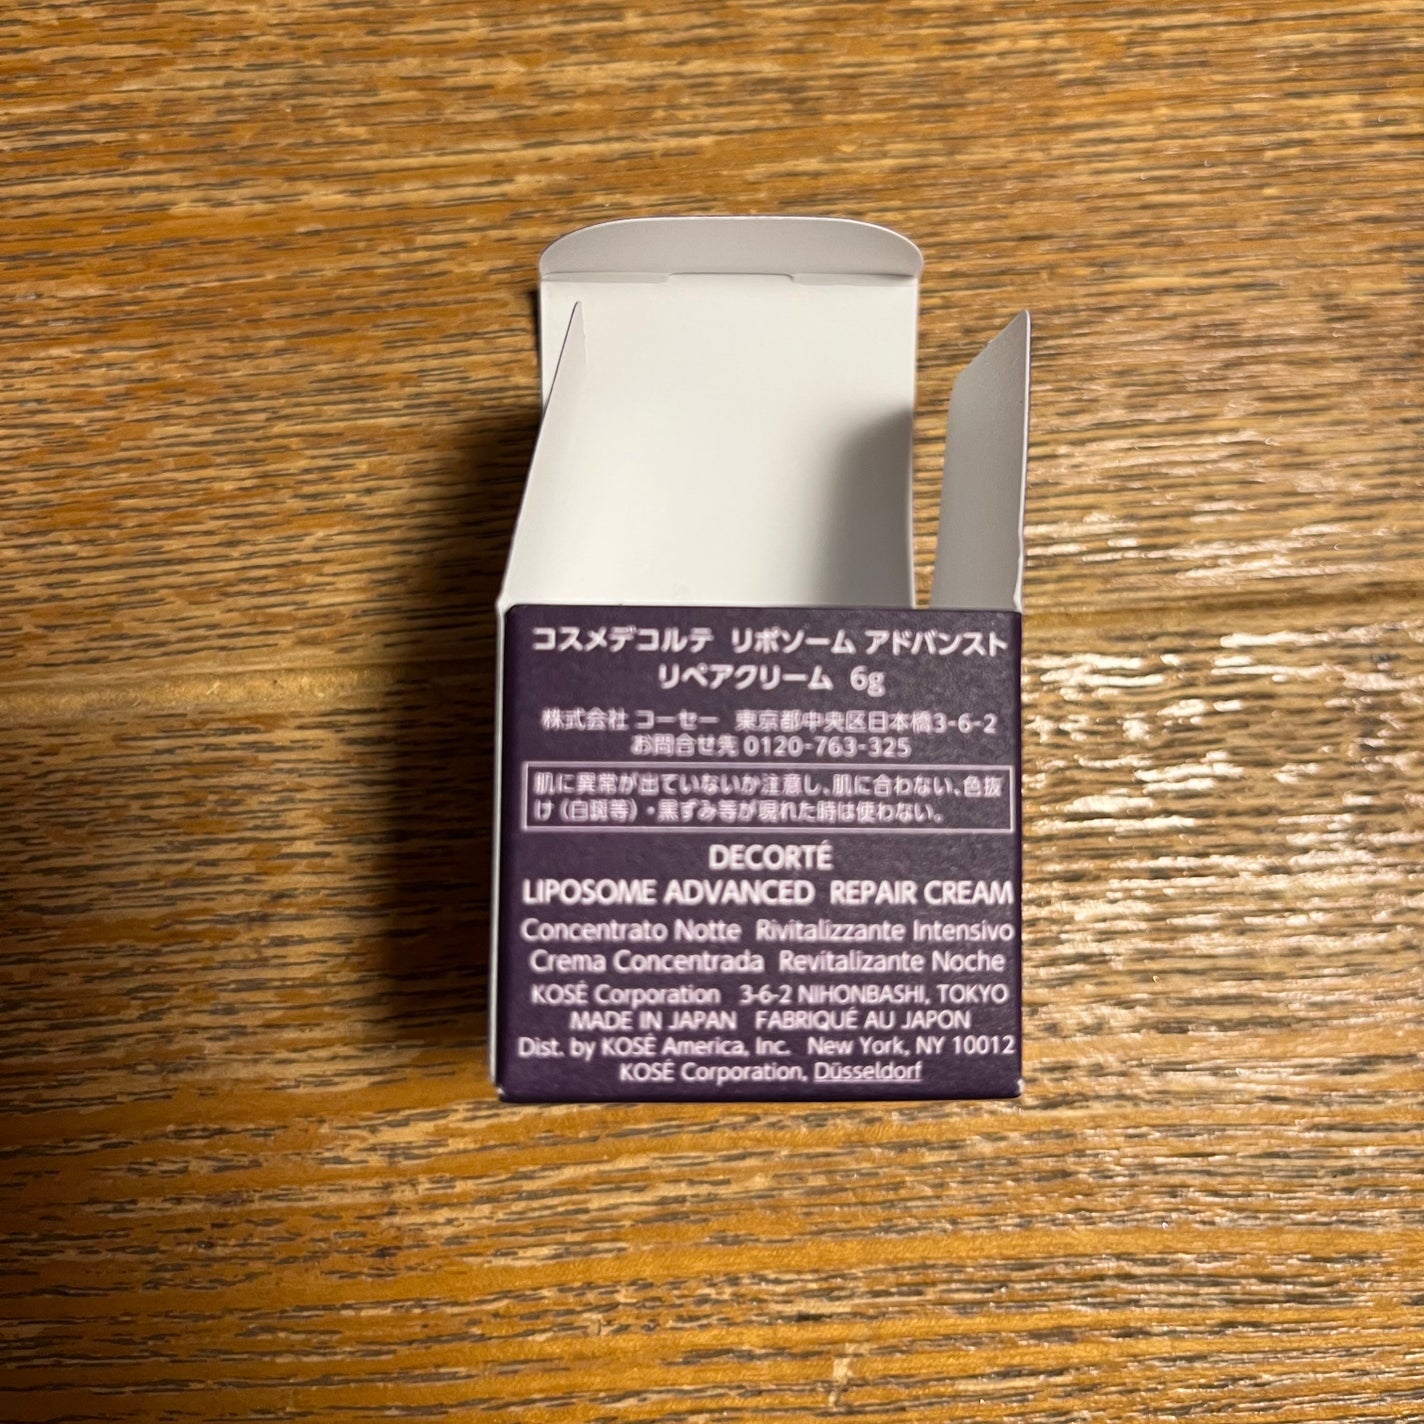 コスメデコルテ リポソーム アドバンスト
リペアクリーム 6g
株式会社 コーセー 東京都中央区日本橋3-6-2
お問合せ先 0120-763-325
肌に異常が出ていないか注意し、肌に合わない、色抜
け（白斑等）・黒ずみ等が現れた時は使わない。
DECORTÉ
LIPOSOME ADVANCED REPAIR CREAM
Concentrato Notte Rivitalizzante Intensivo
Crema Concentrada Revitalizante Noche
KOSÉ Corporation 3-6-2 NIHONBASHI, TOKYO
MADE IN JAPAN FABRIQUÉ AU JAPON
Dist. by KOSÉ America, Inc. New York, NY 10012
KOSÉ Corporation, Düsseldorf